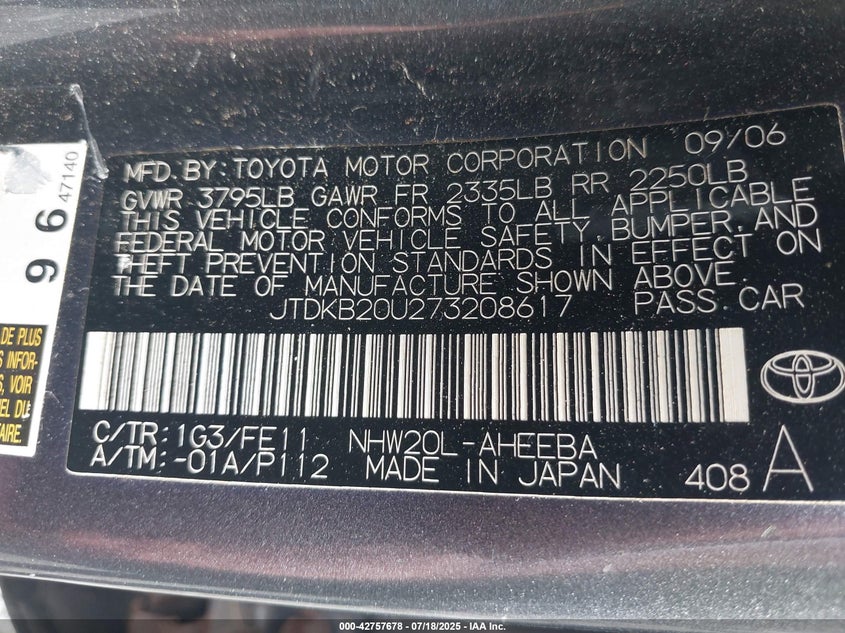 MFD.BY:TOYOTA MOTOR CORPORATION 09/06
GVWR 3795LB GAWR FR 2335LB RR 2250LB
THIS VEHICLE CONFORMS TO ALL APPLICABLE
FEDERAL MOTOR VEHICLE SAFETY,BUMPER,AND
THEFT PREVENTION STANDARDS IN EFFECT ON
THE DATE OF MANUFACTURE SHOWN ABOVE.
JTDKB20U273208617 PASS.CAR
C/TR:1G3/FE11 NHW20L-AHEEBA
A/TM:-01A/P112 MADE IN JAPAN 408 A
96
47140
DE PLUS
INFOR-
VOIR
EL DU
AIRE.
000-42757678 - 07/18/2025 - IAA Inc.